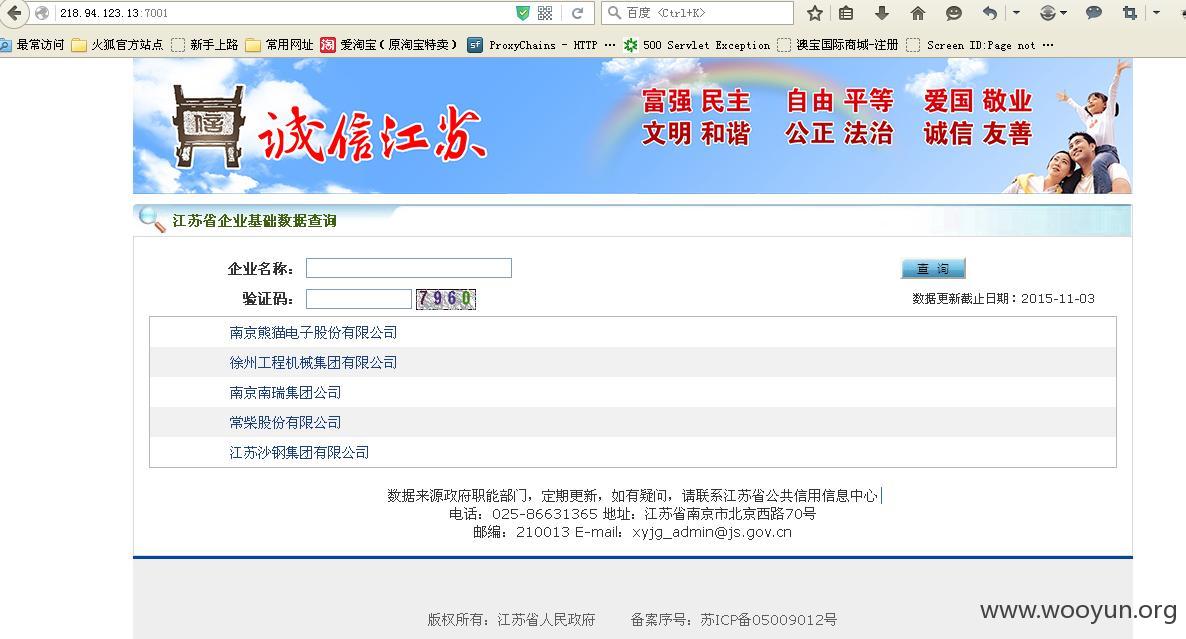 218.94.123.13:7001
百度 <Ctrl+K>
最常访问 火狐官方站点 新手上路 常用网址 淘 爱淘宝（原淘宝特卖） sf ProxyChains - HTTP ··· 500 Servlet Exception 澳宝国际商城-注册 Screen ID:Page not ···
信 诚信江苏
富强 民主 自由 平等 爱国 敬业
文明 和谐 公正 法治 诚信 友善
江苏省企业基础数据查询
企业名称： 查 询
验证码： 7960 数据更新截止日期：2015-11-03
南京熊猫电子股份有限公司
徐州工程机械集团有限公司
南京南瑞集团公司
常柴股份有限公司
江苏沙钢集团有限公司
数据来源政府职能部门，定期更新，如有疑问，请联系江苏省公共信用信息中心
电话：025-86631365 地址：江苏省南京市北京西路70号
邮编：210013 E-mail：xyjg_admin@js.gov.cn
版权所有：江苏省人民政府 备案序号：苏ICP备05009012号
www.wooyun.org